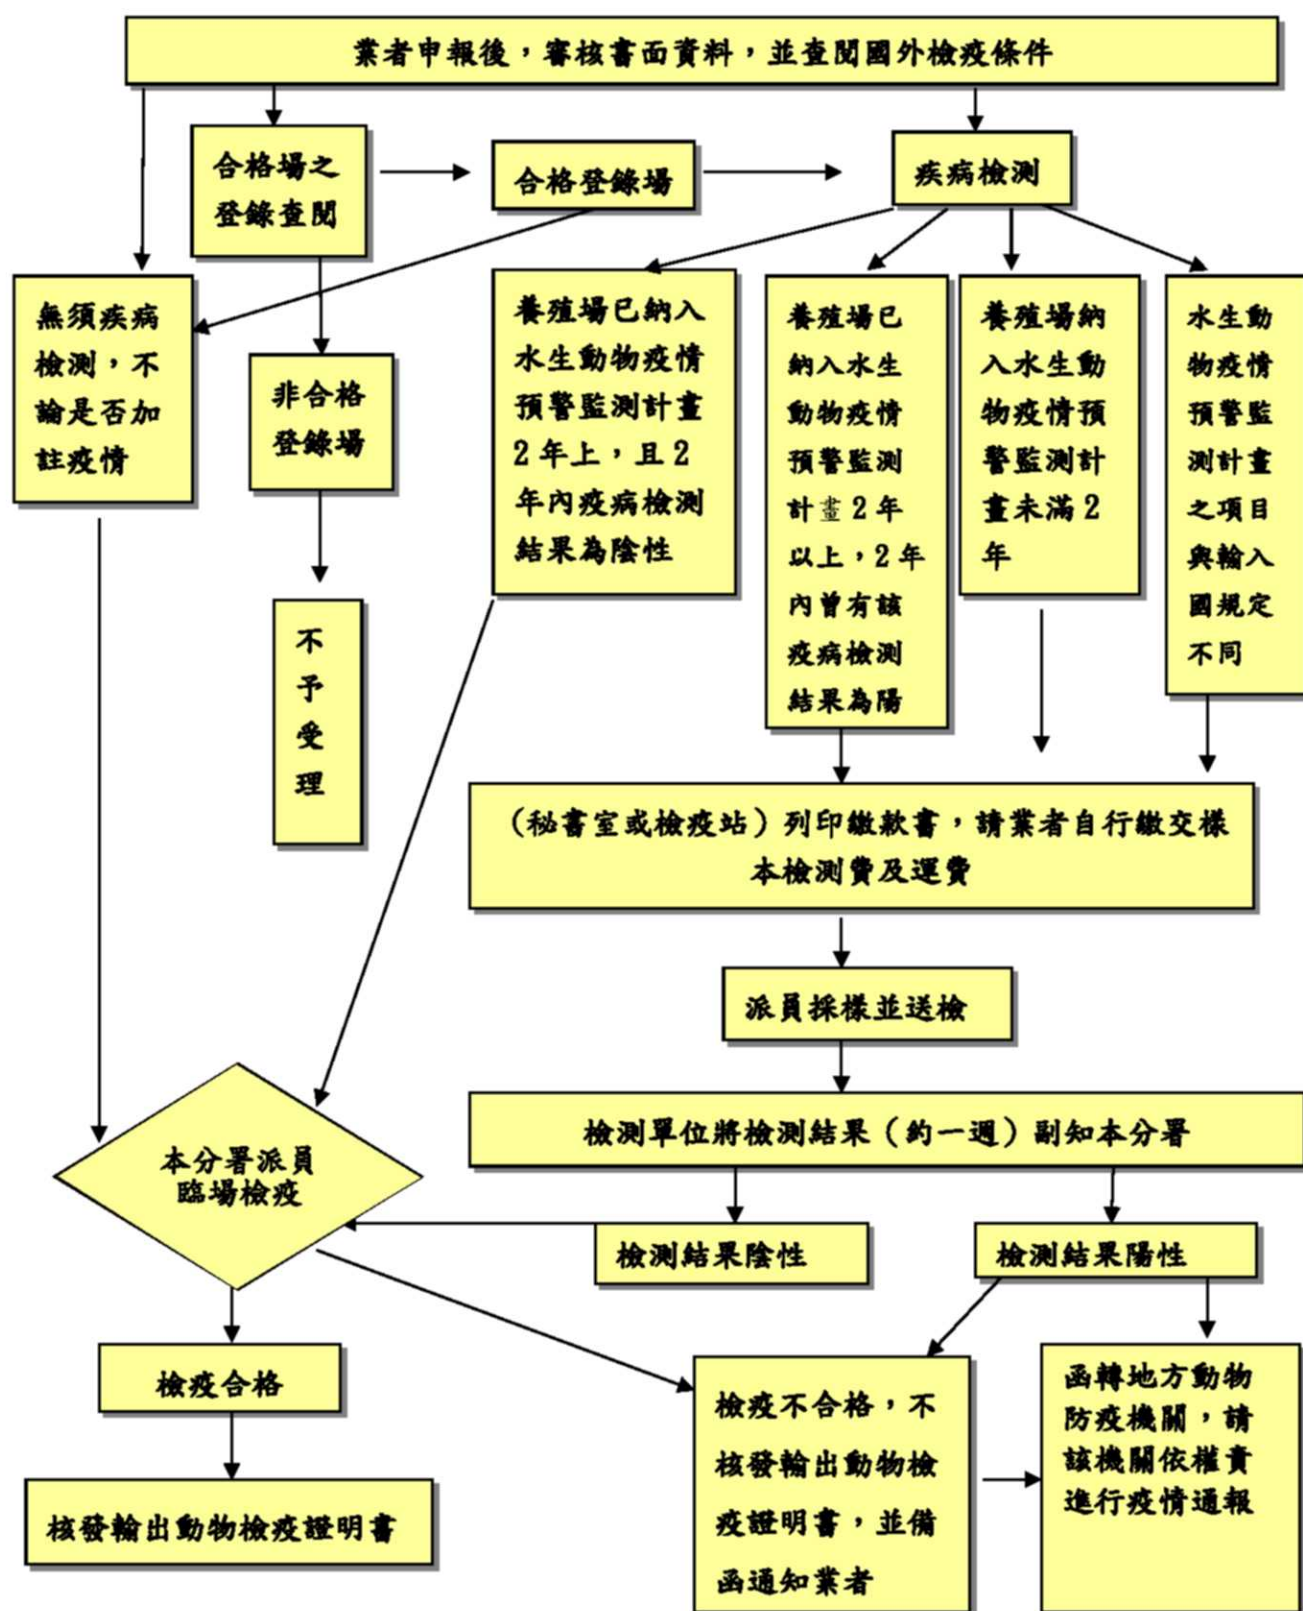 業者申報後，審核書面資料，並查閱國外檢疫條件
合格場之
登錄查閱
合格登錄場
疾病檢測
無須疾病
檢測，不
論是否加
註疫情
非合格
登錄場
不
予
受
理
養殖場已納入
水生動物疫情
預警監測計畫
2 年上，且 2
年內疫病檢測
結果為陰性
養殖場已
納入水生
動物疫情
預警監測
計畫 2 年
以上，2 年
內曾有該
疫病檢測
結果為陽
養殖場納
入水生動
物疫情預
警監測計
畫未滿 2
年
水生動
物疫情
預警監
測計畫
之項目
與輸入
國規定
不同
（秘書室或檢疫站）列印繳款書，請業者自行繳交樣
本檢測費及運費
派員採樣並送檢
檢測單位將檢測結果（約一週）副知本分署
本分署派員
臨場檢疫
檢測結果陰性
檢測結果陽性
檢疫合格
核發輸出動物檢疫證明書
檢疫不合格，不
核發輸出動物檢
疫證明書，並備
函通知業者
函轉地方動物
防疫機關，請
該機關依權責
進行疫情通報